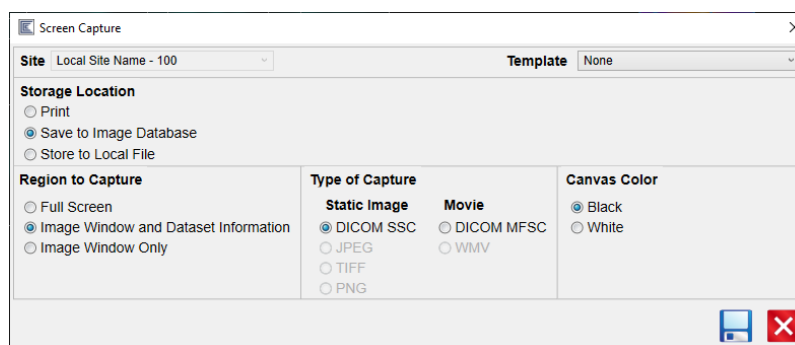 Screen Capture
Site Local Site Name - 100 Template None
Storage Location
Print
Save to Image Database
Store to Local File
Region to Capture
Full Screen
Image Window and Dataset Information
Image Window Only
Type of Capture
Static Image Movie
DICOM SSC DICOM MFSC
JPEG WMV
TIFF
PNG
Canvas Color
Black
White